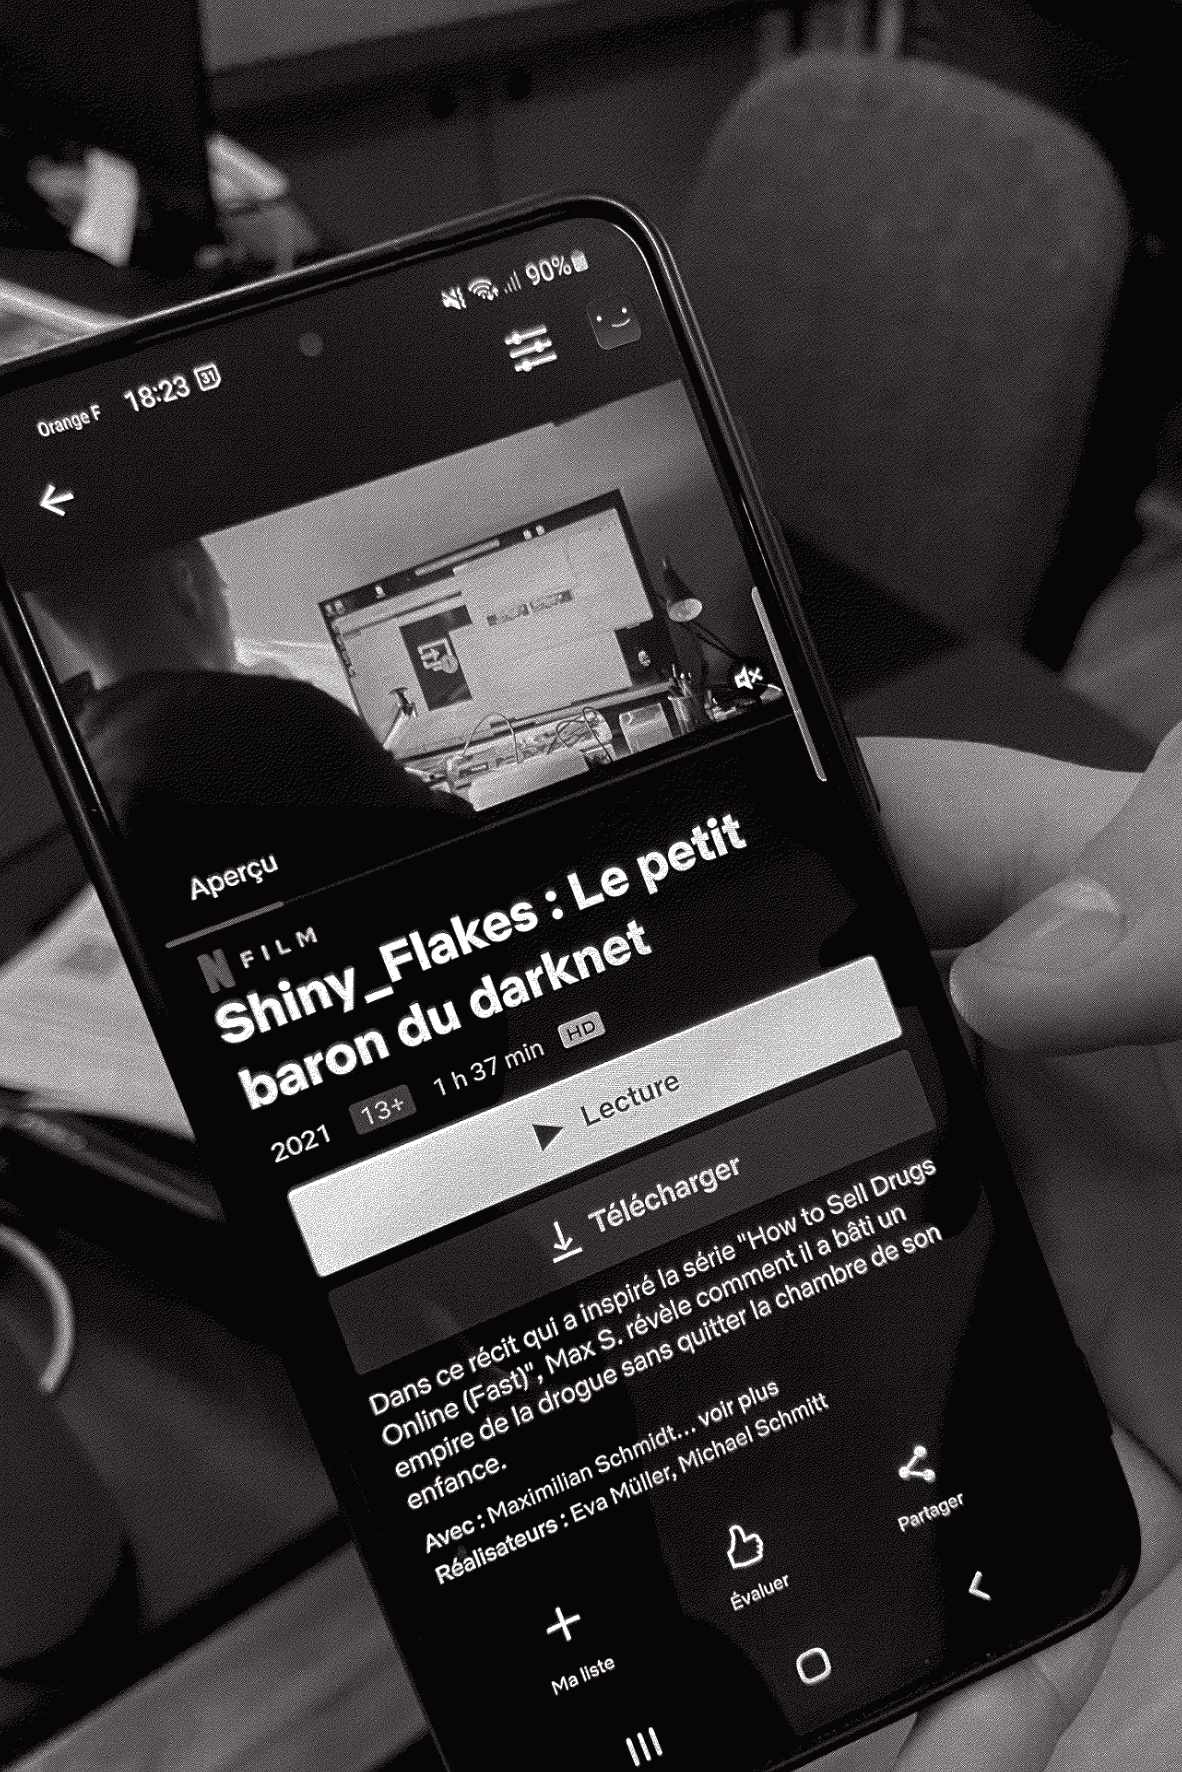 Orange F 18:23 31 90%
Aperçu
N FILM
Shiny_Flakes : Le petit
baron du darknet
2021 13+ 1 h 37 min HD
Lecture
Télécharger
Dans ce récit qui a inspiré la série "How to Sell Drugs
Online (Fast)", Max S. révèle comment il a bâti un
empire de la drogue sans quitter la chambre de son
enfance.
Avec : Maximilian Schmidt... voir plus
Réalisateurs : Eva Müller, Michael Schmitt
Ma liste
Évaluer
Partager